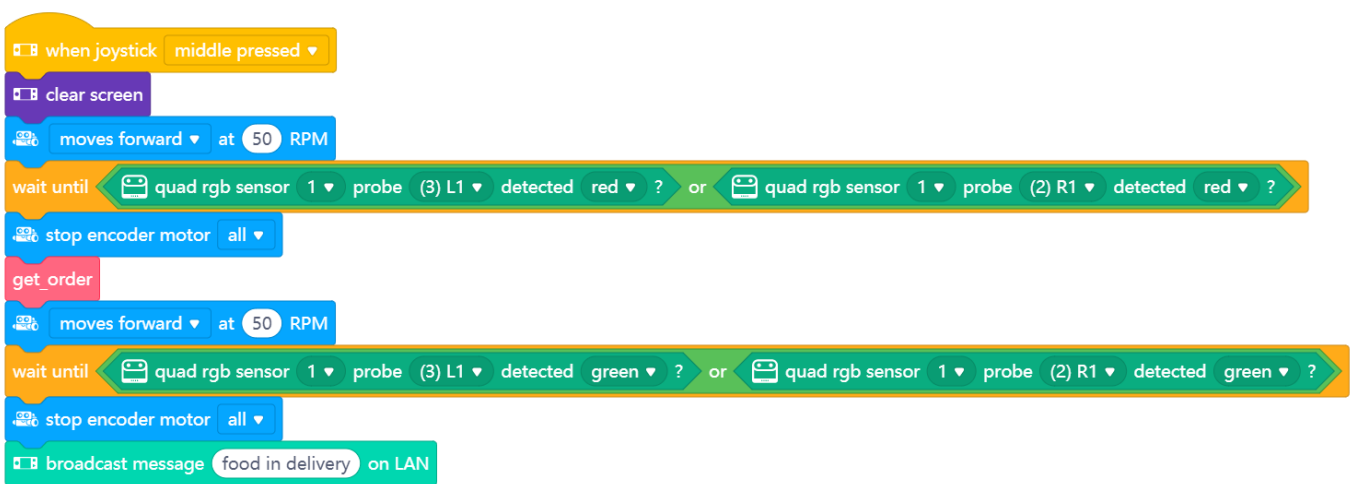 when joystick middle pressed
clear screen
moves forward at 50 RPM
wait until quad rgb sensor 1 probe (3) L1 detected red ? or quad rgb sensor 1 probe (2) R1 detected red ?
stop encoder motor all
get_order
moves forward at 50 RPM
wait until quad rgb sensor 1 probe (3) L1 detected green ? or quad rgb sensor 1 probe (2) R1 detected green ?
stop encoder motor all
broadcast message food in delivery on LAN